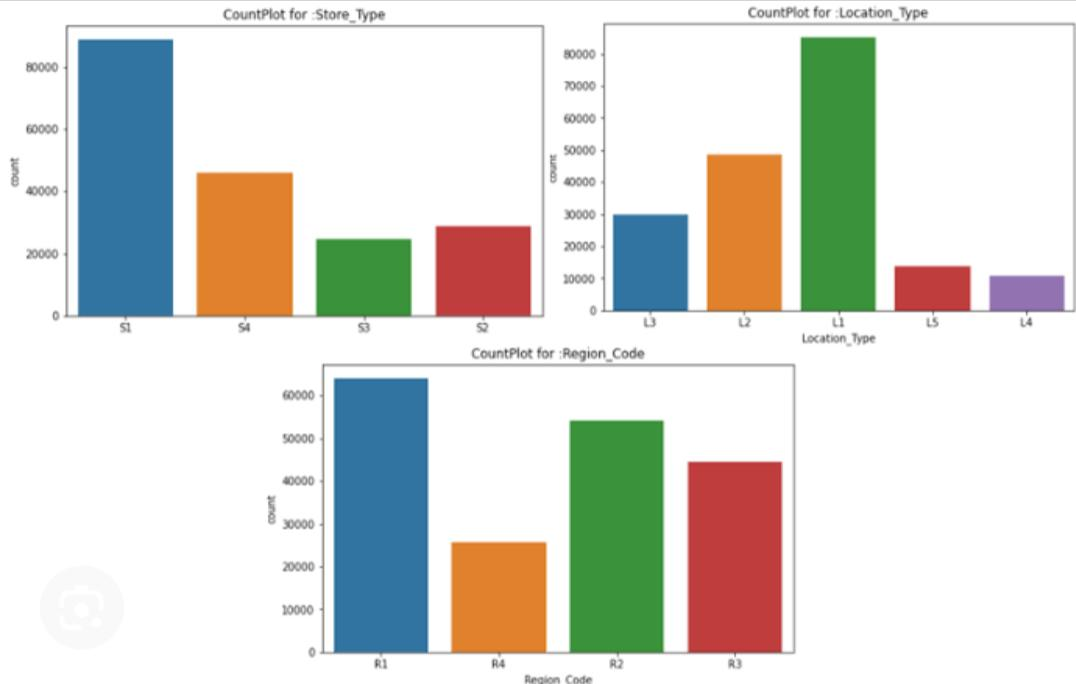 CountPlot for :Store_Type
80000
60000
40000
20000
0
count
S1 S4 S3 S2
CountPlot for :Location_Type
80000
70000
60000
50000
40000
30000
20000
10000
0
count
L3 L2 L1 L5 L4
Location_Type
CountPlot for :Region_Code
60000
50000
40000
30000
20000
10000
0
count
R1 R4 R2 R3
Region_Code